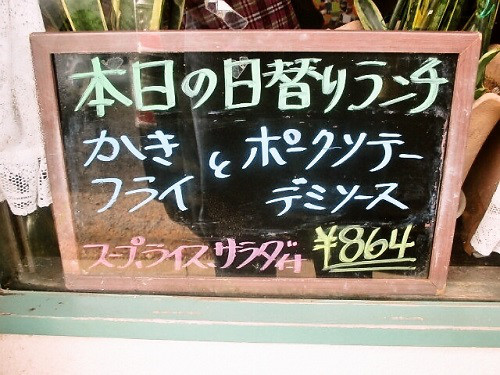 本日の日替りランチ
かきフライ と ポークソテーデミソース
スープ.ライス.サラダ付
¥864